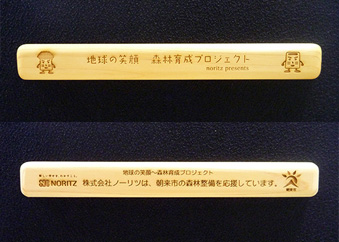 地球の笑顔 森林育成プロジェクト
noritz presents
地球の笑顔〜森林育成プロジェクト
NORITZ 株式会社ノーリツは、朝来市の森林整備を応援しています。